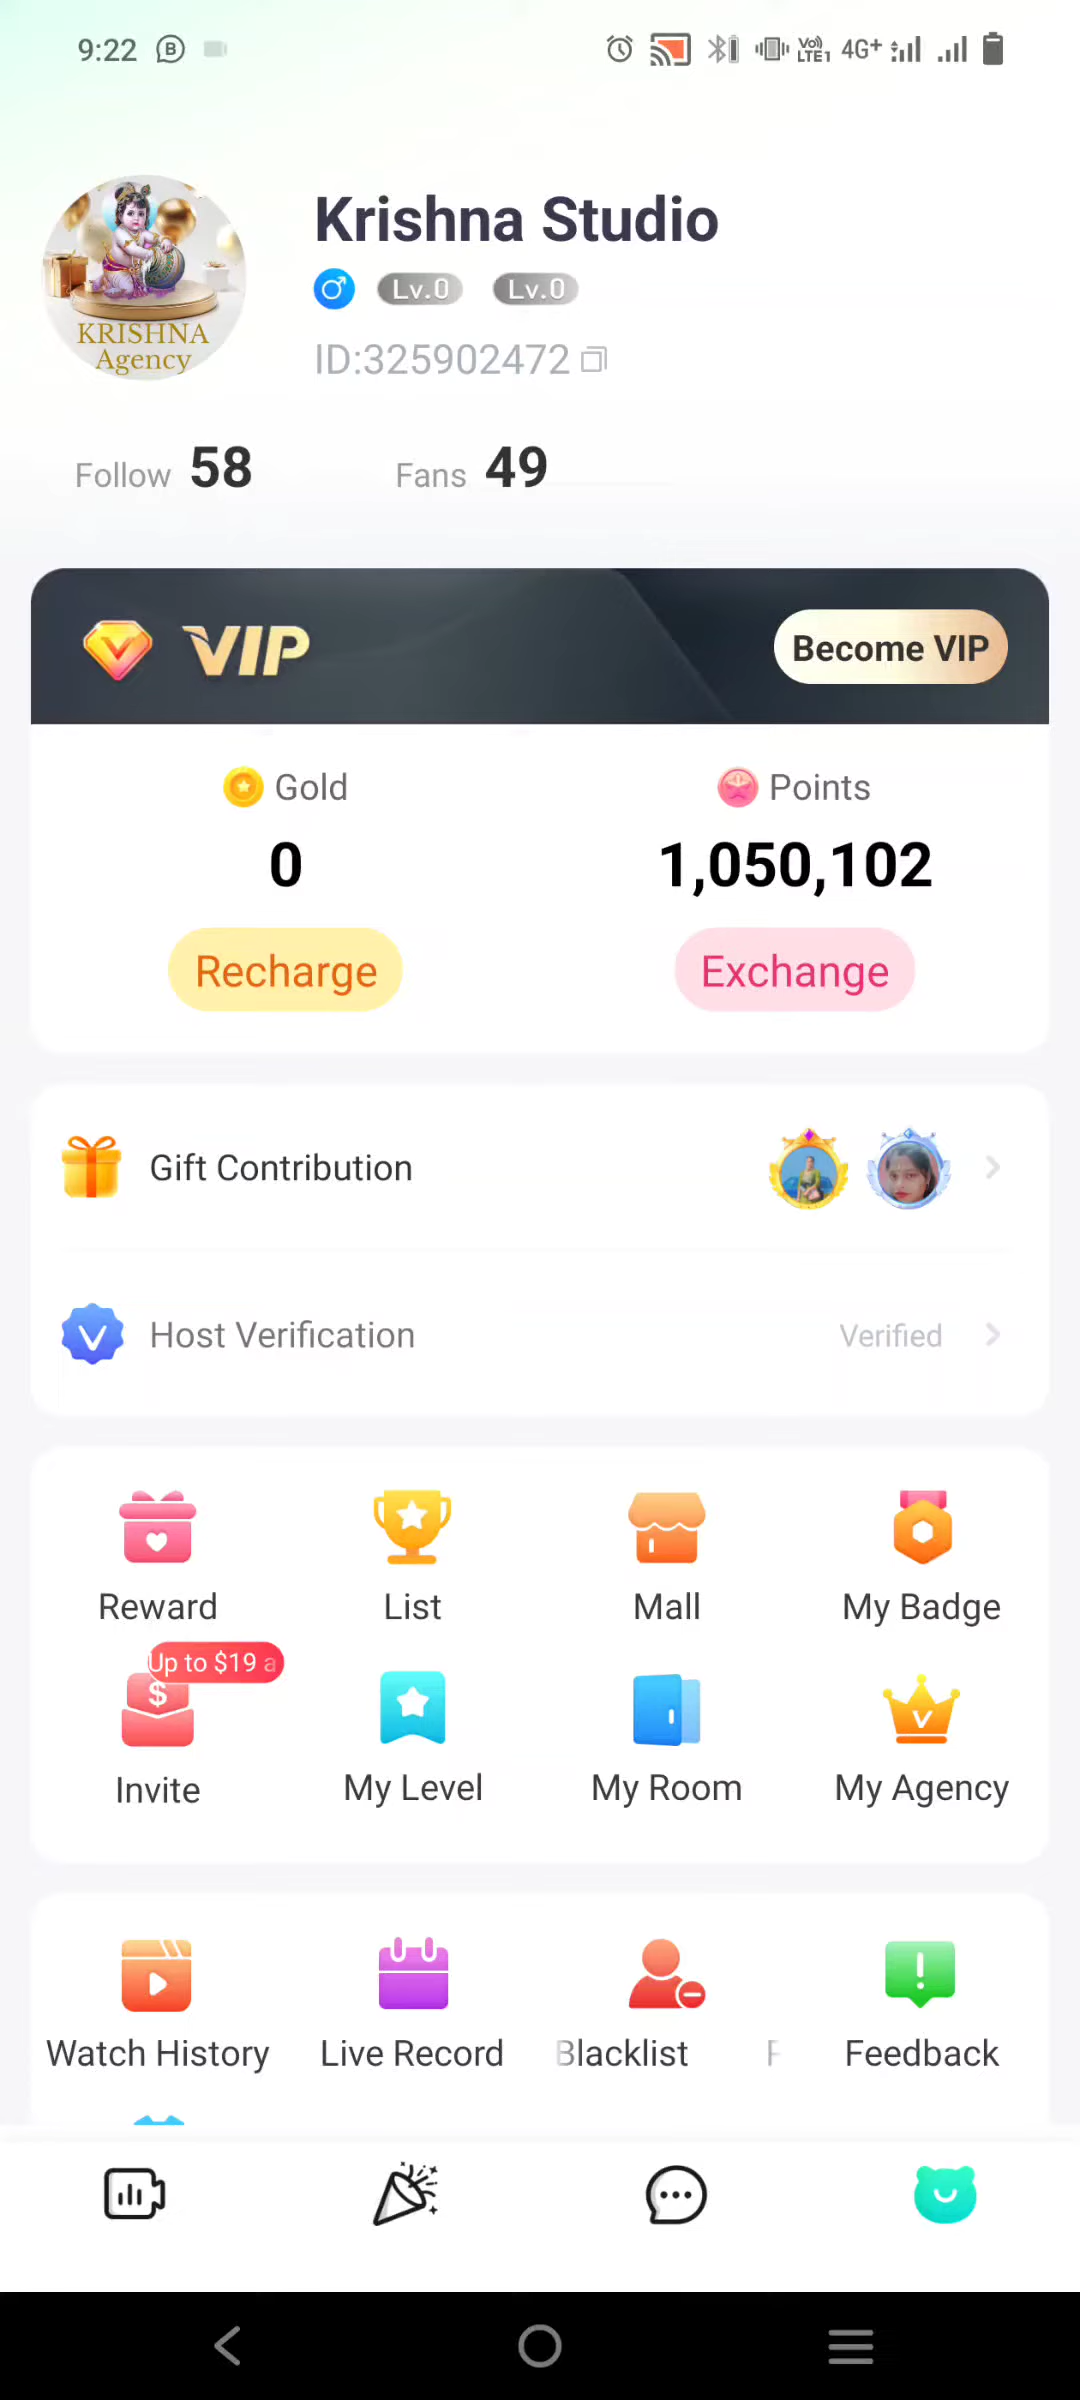 9:22 B Vo) LTE1 4G+
KRISHNA
Agency
Krishna Studio
Lv.0 Lv.0
ID:325902472
Follow 58 Fans 49
VIP Become VIP
Gold Points
0 1,050,102
Recharge Exchange
Gift Contribution
Host Verification Verified
Reward List Mall My Badge
Up to $19 a
Invite My Level My Room My Agency
Watch History Live Record Blacklist F Feedback